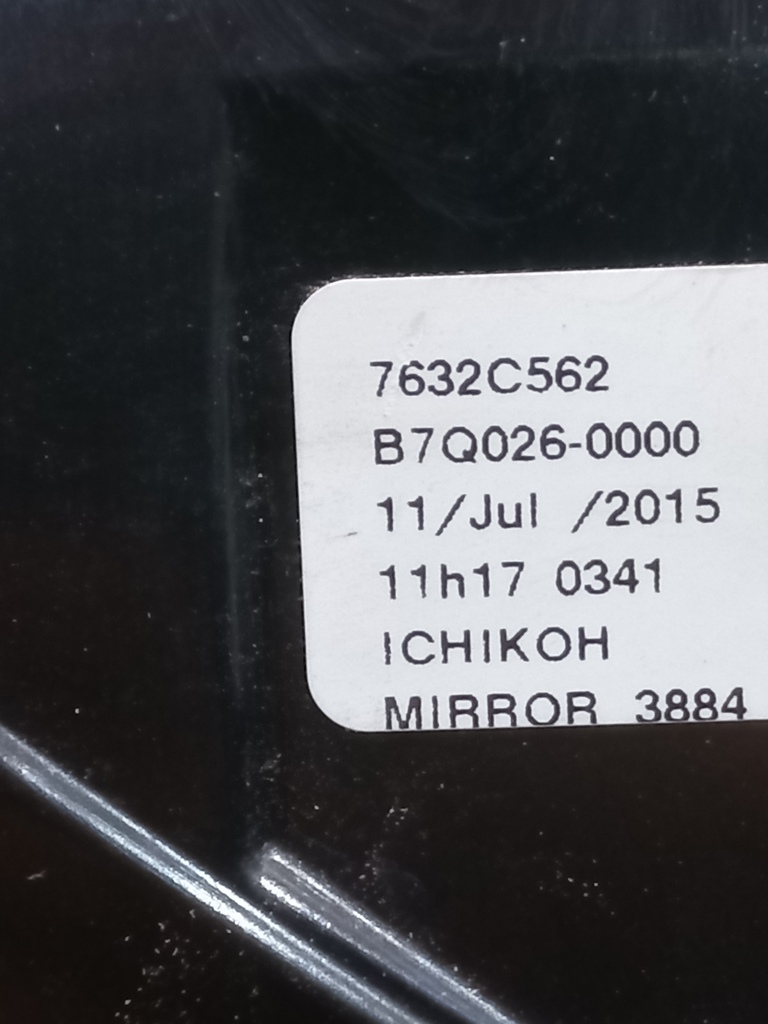 7632C562
B7Q026-0000
11/Jul /2015
11h17 0341
ICHIKOH
MIRROR 3884